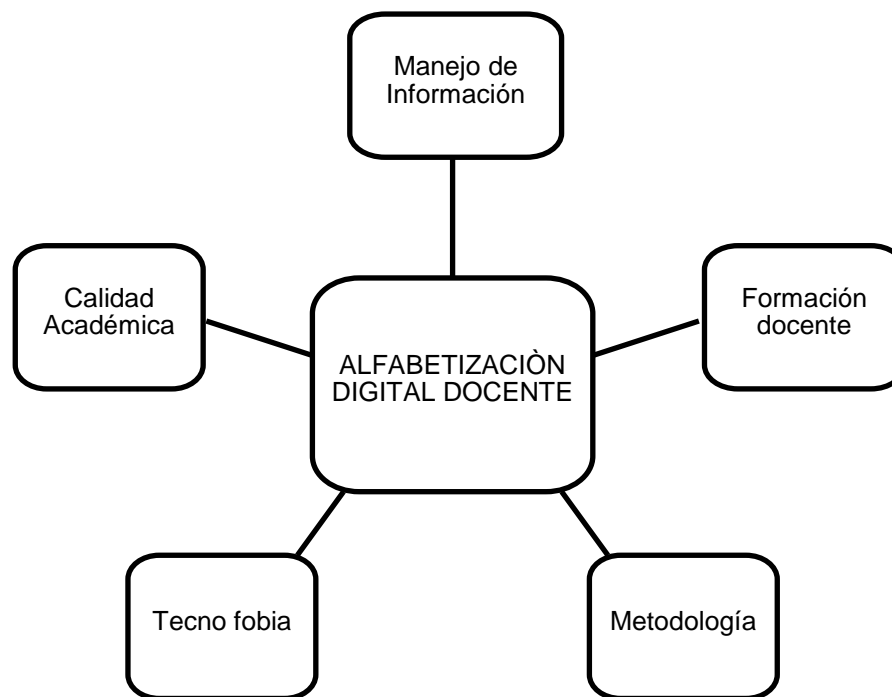 Manejo de
Información
Calidad
Académica
Formación
docente
ALFABETIZACIÒN
DIGITAL DOCENTE
Tecno fobia
Metodología